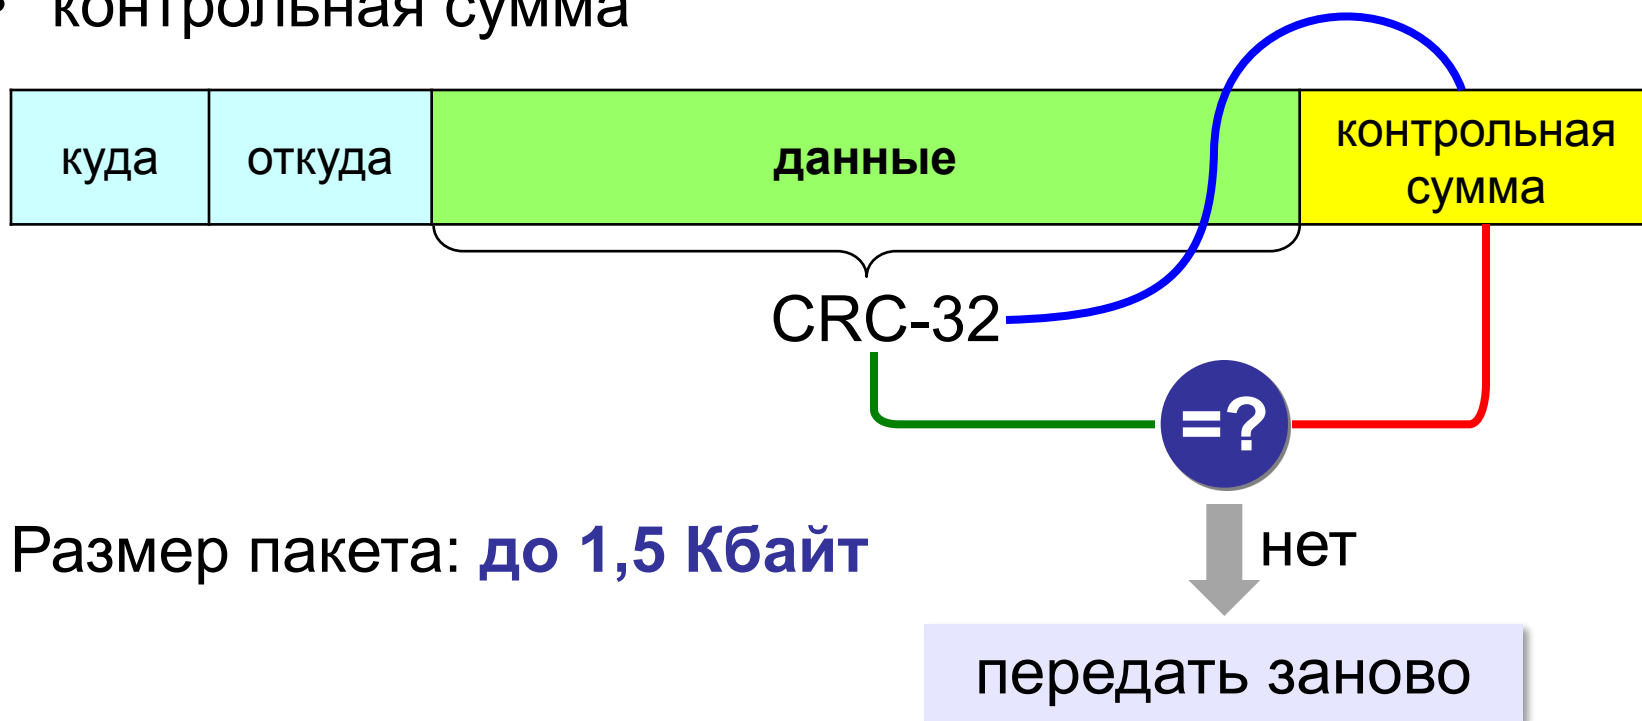 контрольная сумма
куда откуда данные контрольная
сумма
CRC-32
=?
Размер пакета: до 1,5 Кбайт
нет
передать заново